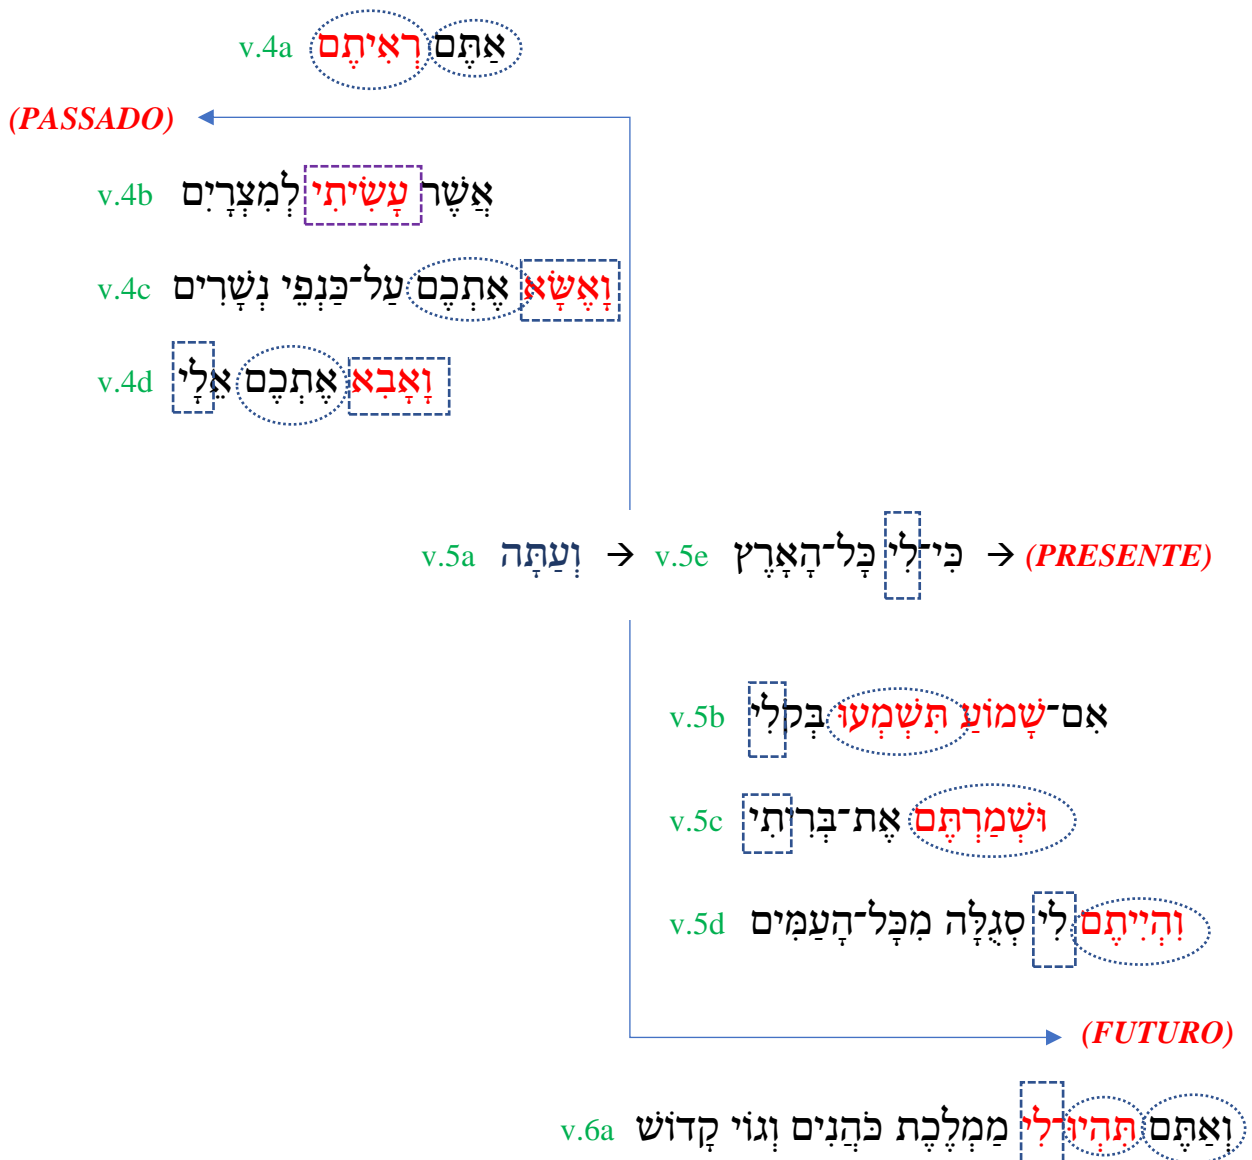 v.4a אַתֶּם רְאִיתֶם
(PASSADO)
v.4b אֲשֶׁר עָשִׂיתִי לְמִצְרָיִם
v.4c וָאֶשָּׂא אֶתְכֶם עַל־כַּנְפֵי נְשָׁרִים
v.4d וָאָבִא אֶתְכֶם אֵלָי
v.5a וְעַתָּה → v.5e כִּי־לִי כָּל־הָאָרֶץ → (PRESENTE)
v.5b אִם־שָׁמוֹעַ תִּשְׁמְעוּ בְּקֹלִי
v.5c וּשְׁמַרְתֶּם אֶת־בְּרִיתִי
v.5d וִהְיִיתֶם לִי סְגֻלָּה מִכָּל־הָעַמִּים
(FUTURO)
v.6a וְאַתֶּם תִּהְיוּ־לִי מַמְלֶכֶת כֹּהֲנִים וְגוֹי קָדוֹשׁ